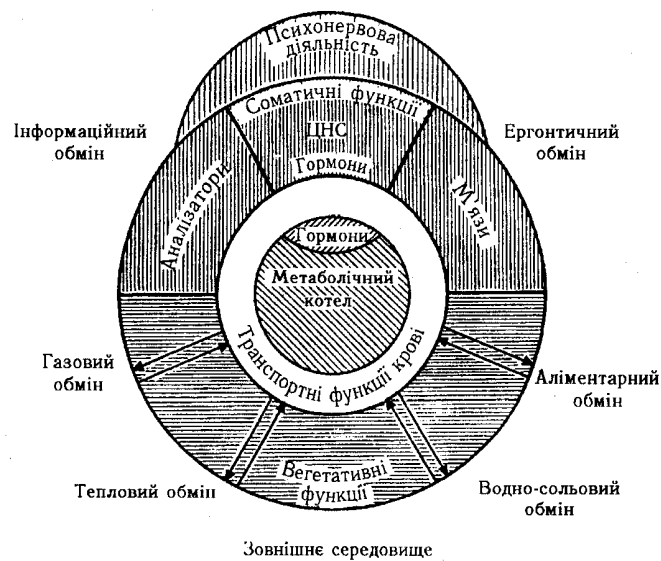 Психонервова
діяльність
Соматичні функції
ЦНС
Гормони
Інформаційний
обмін
Ергонтичний
обмін
Аналізатори
М'язи
Гормони
Метаболічний
котел
Транспортні функції крові
Газовий
обмін
Аліментарний
обмін
Вегетативні
функції
Тепловий обмін
Водно-сольовий
обмін
Зовнішнє середовище